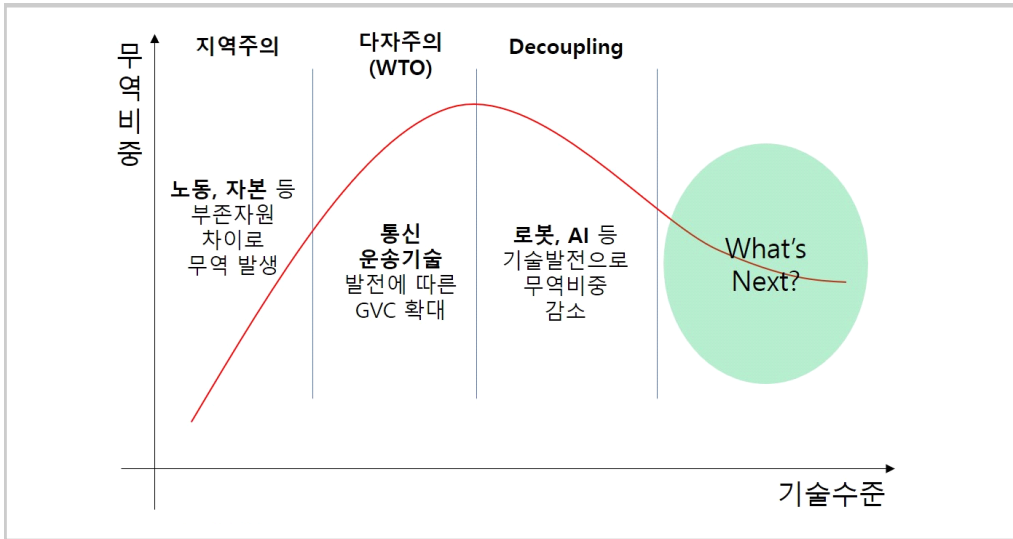 무역비중
지역주의
다자주의
(WTO)
Decoupling
노동, 자본 등
부존자원
차이로
무역 발생
통신
운송기술
발전에 따른
GVC 확대
로봇, AI 등
기술발전으로
무역비중
감소
What's
Next?
기술수준